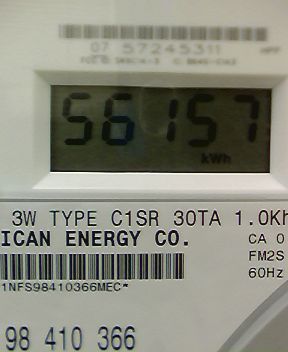 07 57245311
56157
kWh
3W TYPE C1SR 30TA 1.0Kh
ICAN ENERGY CO.
CA 0
FM2S
60Hz
1NFS98410366MEC*
98 410 366